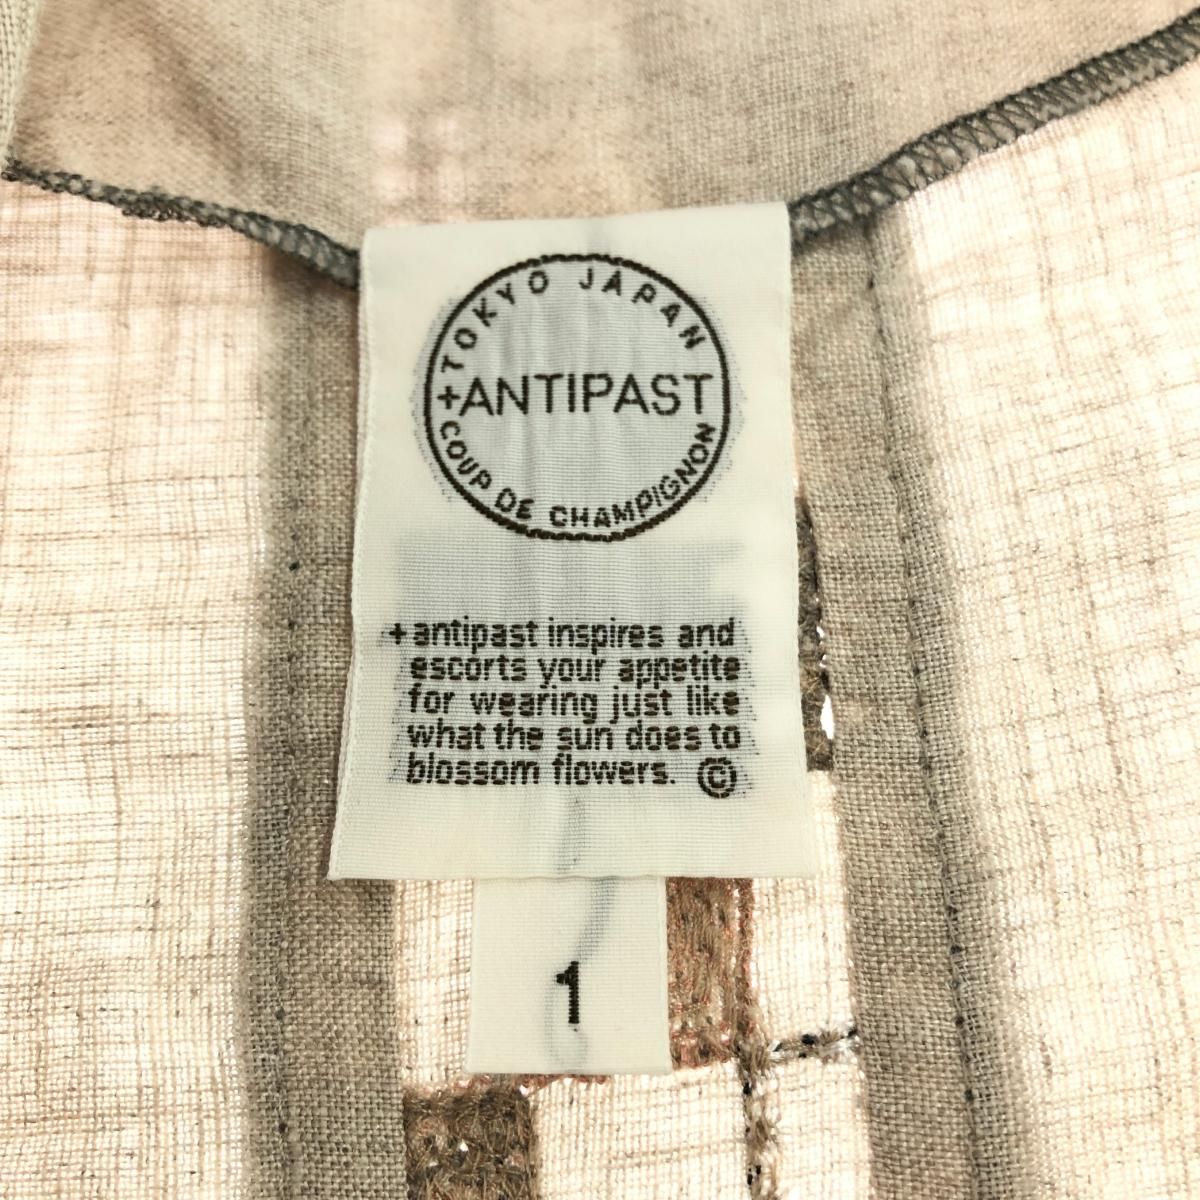 TOKYO JAPAN
+ANTIPAST
COUP DE CHAMPIGNON
+antipast inspires and
escorts your appetite
for wearing just like
what the sun does to
blossom flowers. ©
1